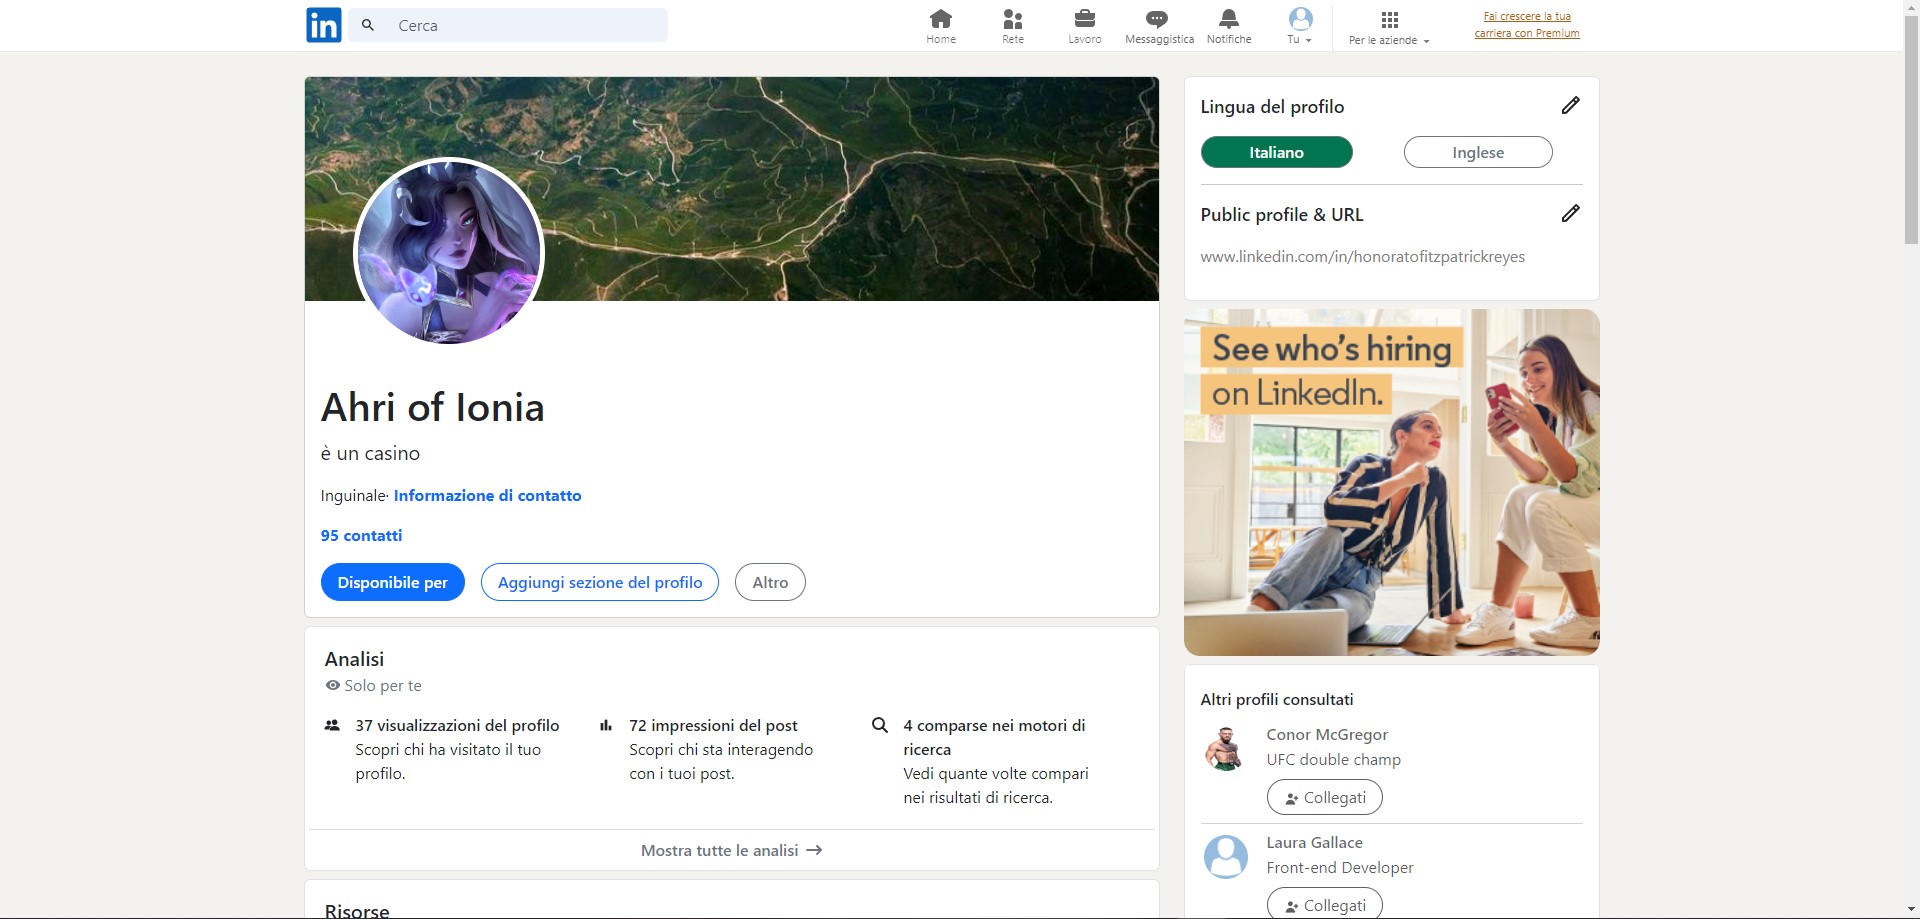 in
Cerca
Home
Rete
Lavoro
Messaggistica
Notifiche
Tu
Per le aziende
Fai crescere la tua
carriera con Premium
Ahri of Ionia
è un casino
Inguinale· Informazione di contatto
95 contatti
Disponibile per
Aggiungi sezione del profilo
Altro
Analisi
Solo per te
37 visualizzazioni del profilo
Scopri chi ha visitato il tuo
profilo.
72 impressioni del post
Scopri chi sta interagendo
con i tuoi post.
4 comparse nei motori di
ricerca
Vedi quante volte compari
nei risultati di ricerca.
Mostra tutte le analisi
Risorse
Lingua del profilo
Italiano
Inglese
Public profile & URL
www.linkedin.com/in/honoratofitzpatrickreyes
See who's hiring
on LinkedIn.
Altri profili consultati
Conor McGregor
UFC double champ
Collegati
Laura Gallace
Front-end Developer
Collegati